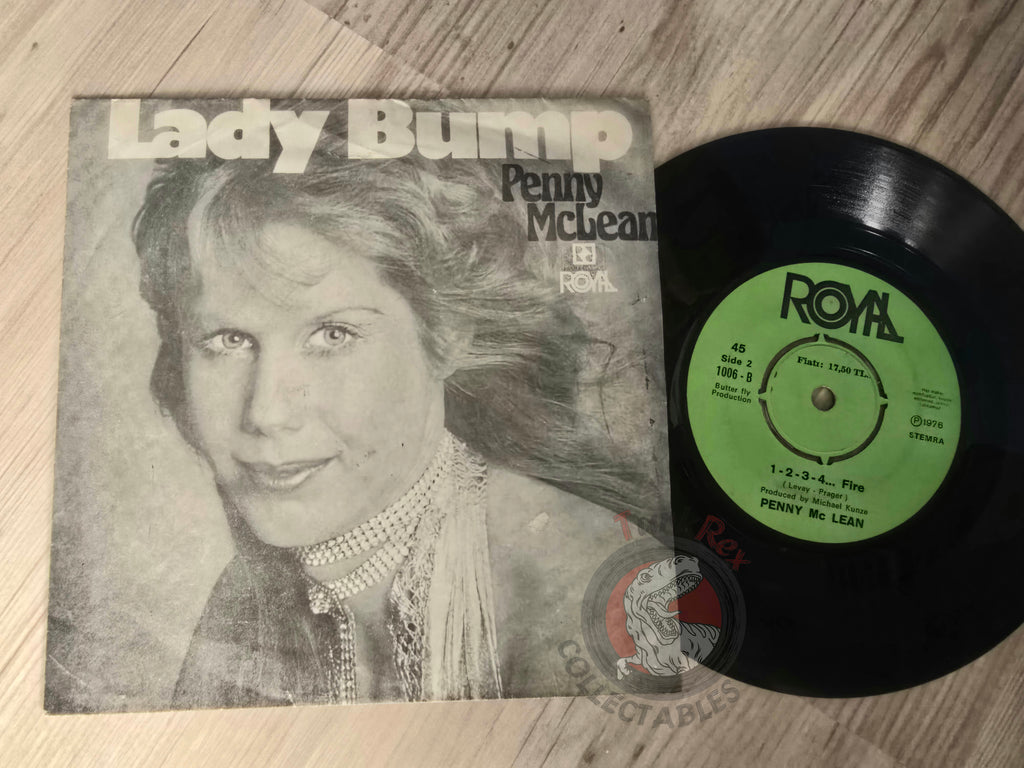 Lady Bump
Penny
McLean
ROYAL
ROYAL
45
Side 2
1006 - B
Butter fly
Production
Fiatı: 17,50 TL.
℗ 1976
STEMRA
1 - 2 - 3 - 4... Fire
( Levay - Prager )
Produced by Michael Kunze
PENNY Mc LEAN
Rex
COLLECTABLES